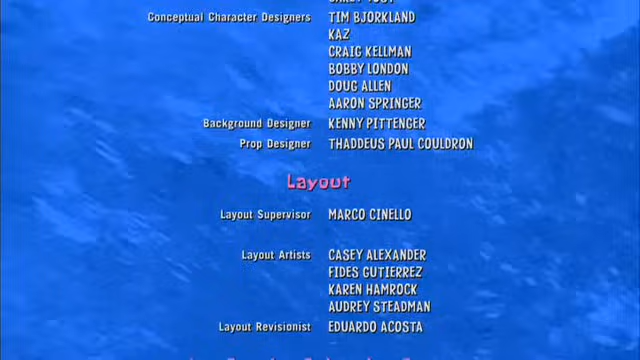 Conceptual Character Designers TIM BJORKLAND
KAZ
CRAIG KELLMAN
BOBBY LONDON
DOUG ALLEN
AARON SPRINGER
Background Designer KENNY PITTENGER
Prop Designer THADDEUS PAUL COULDRON
Layout
Layout Supervisor MARCO CINELLO
Layout Artists CASEY ALEXANDER
FIDES GUTIERREZ
KAREN HAMROCK
AUDREY STEADMAN
Layout Revisionist EDUARDO ACOSTA